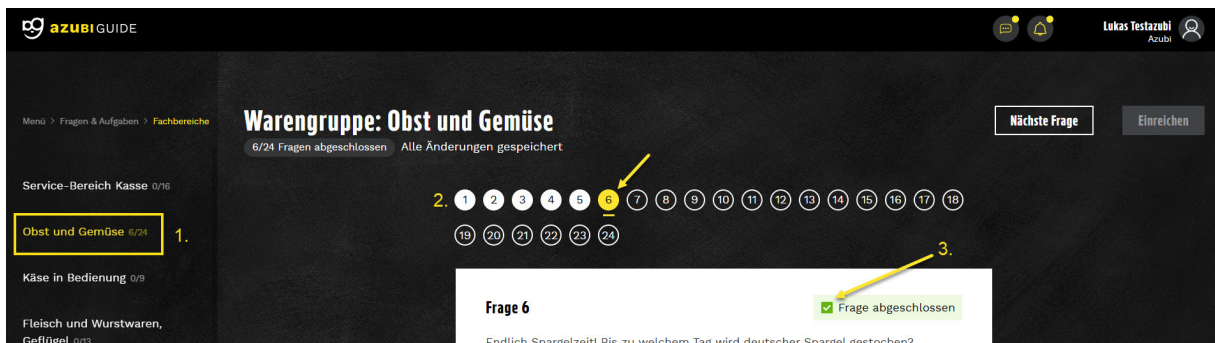 azubiGUIDE
Lukas Testazubi
Azubi
Menü > Fragen & Aufgaben > Fachbereiche
Warengruppe: Obst und Gemüse
Nächste Frage
Einreichen
6/24 Fragen abgeschlossen Alle Änderungen gespeichert
Service-Bereich Kasse 0/16
2. 1 2 3 4 5 6 7 8 9 10 11 12 13 14 15 16 17 18
Obst und Gemüse 6/24 1.
19 20 21 22 23 24
3.
Käse in Bedienung 0/9
Frage 6
Frage abgeschlossen
Fleisch und Wurstwaren,
Geflügel 0/13
Endlich Spargelzeit! Bis zu welchem Tag wird deutscher Spargel gestochen?